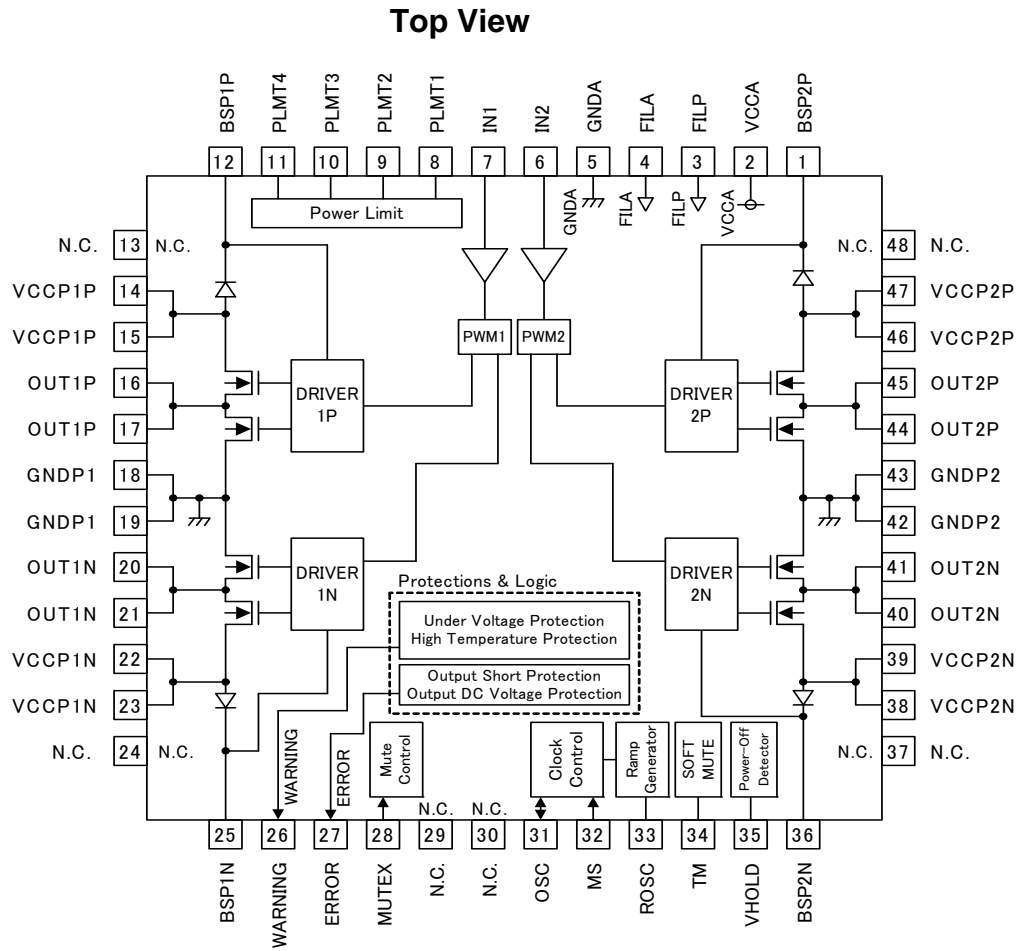 Top View
BSP1P
PLMT4
PLMT3
PLMT2
PLMT1
IN1
IN2
GNDA
FILA
FILP
VCCA
BSP2P
12
11
10
9
8
7
6
5
4
3
2
1
Power Limit
GNDA
FILA
FILP
VCCA
N.C. 13 N.C.
N.C. 48 N.C.
VCCP1P 14
47 VCCP2P
VCCP1P 15
46 VCCP2P
PWM1
PWM2
OUT1P 16
45 OUT2P
DRIVER
1P
DRIVER
2P
OUT1P 17
44 OUT2P
GNDP1 18
43 GNDP2
GNDP1 19
42 GNDP2
OUT1N 20
41 OUT2N
DRIVER
1N
DRIVER
2N
OUT1N 21
40 OUT2N
Protections & Logic
Under Voltage Protection
High Temperature Protection
Output Short Protection
Output DC Voltage Protection
VCCP1N 22
39 VCCP2N
VCCP1N 23
38 VCCP2N
N.C. 24 N.C.
N.C. 37 N.C.
WARNING
ERROR
Mute
Control
N.C.
N.C.
Clock
Control
Ramp
Generator
SOFT
MUTE
Power-Off
Detector
25
26
27
28
29
30
31
32
33
34
35
36
BSP1N
WARNING
ERROR
MUTEX
N.C.
N.C.
OSC
MS
ROSC
TM
VHOLD
BSP2N